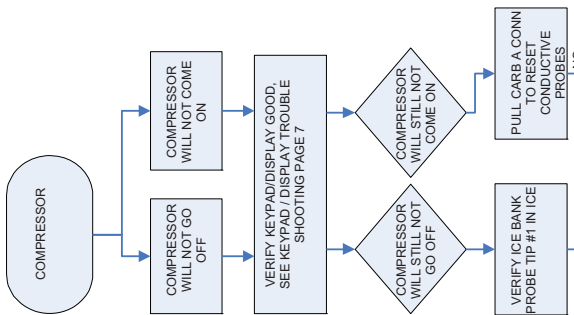 COMPRESSOR
COMPRESSOR
WILL NOT GO
OFF
COMPRESSOR
WILL NOT COME
ON
VERIFY KEYPAD/DISPLAY GOOD,
SEE KEYPAD / DISPLAY TROUBLE
SHOOTING PAGE 7
COMPRESSOR
WILL STILL NOT
GO OFF
COMPRESSOR
WILL STILL NOT
COME ON
VERIFY ICE BANK
PROBE TIP #1 IN ICE
PULL CARB A CONN
TO RESET
CONDUCTIVE
PROBES